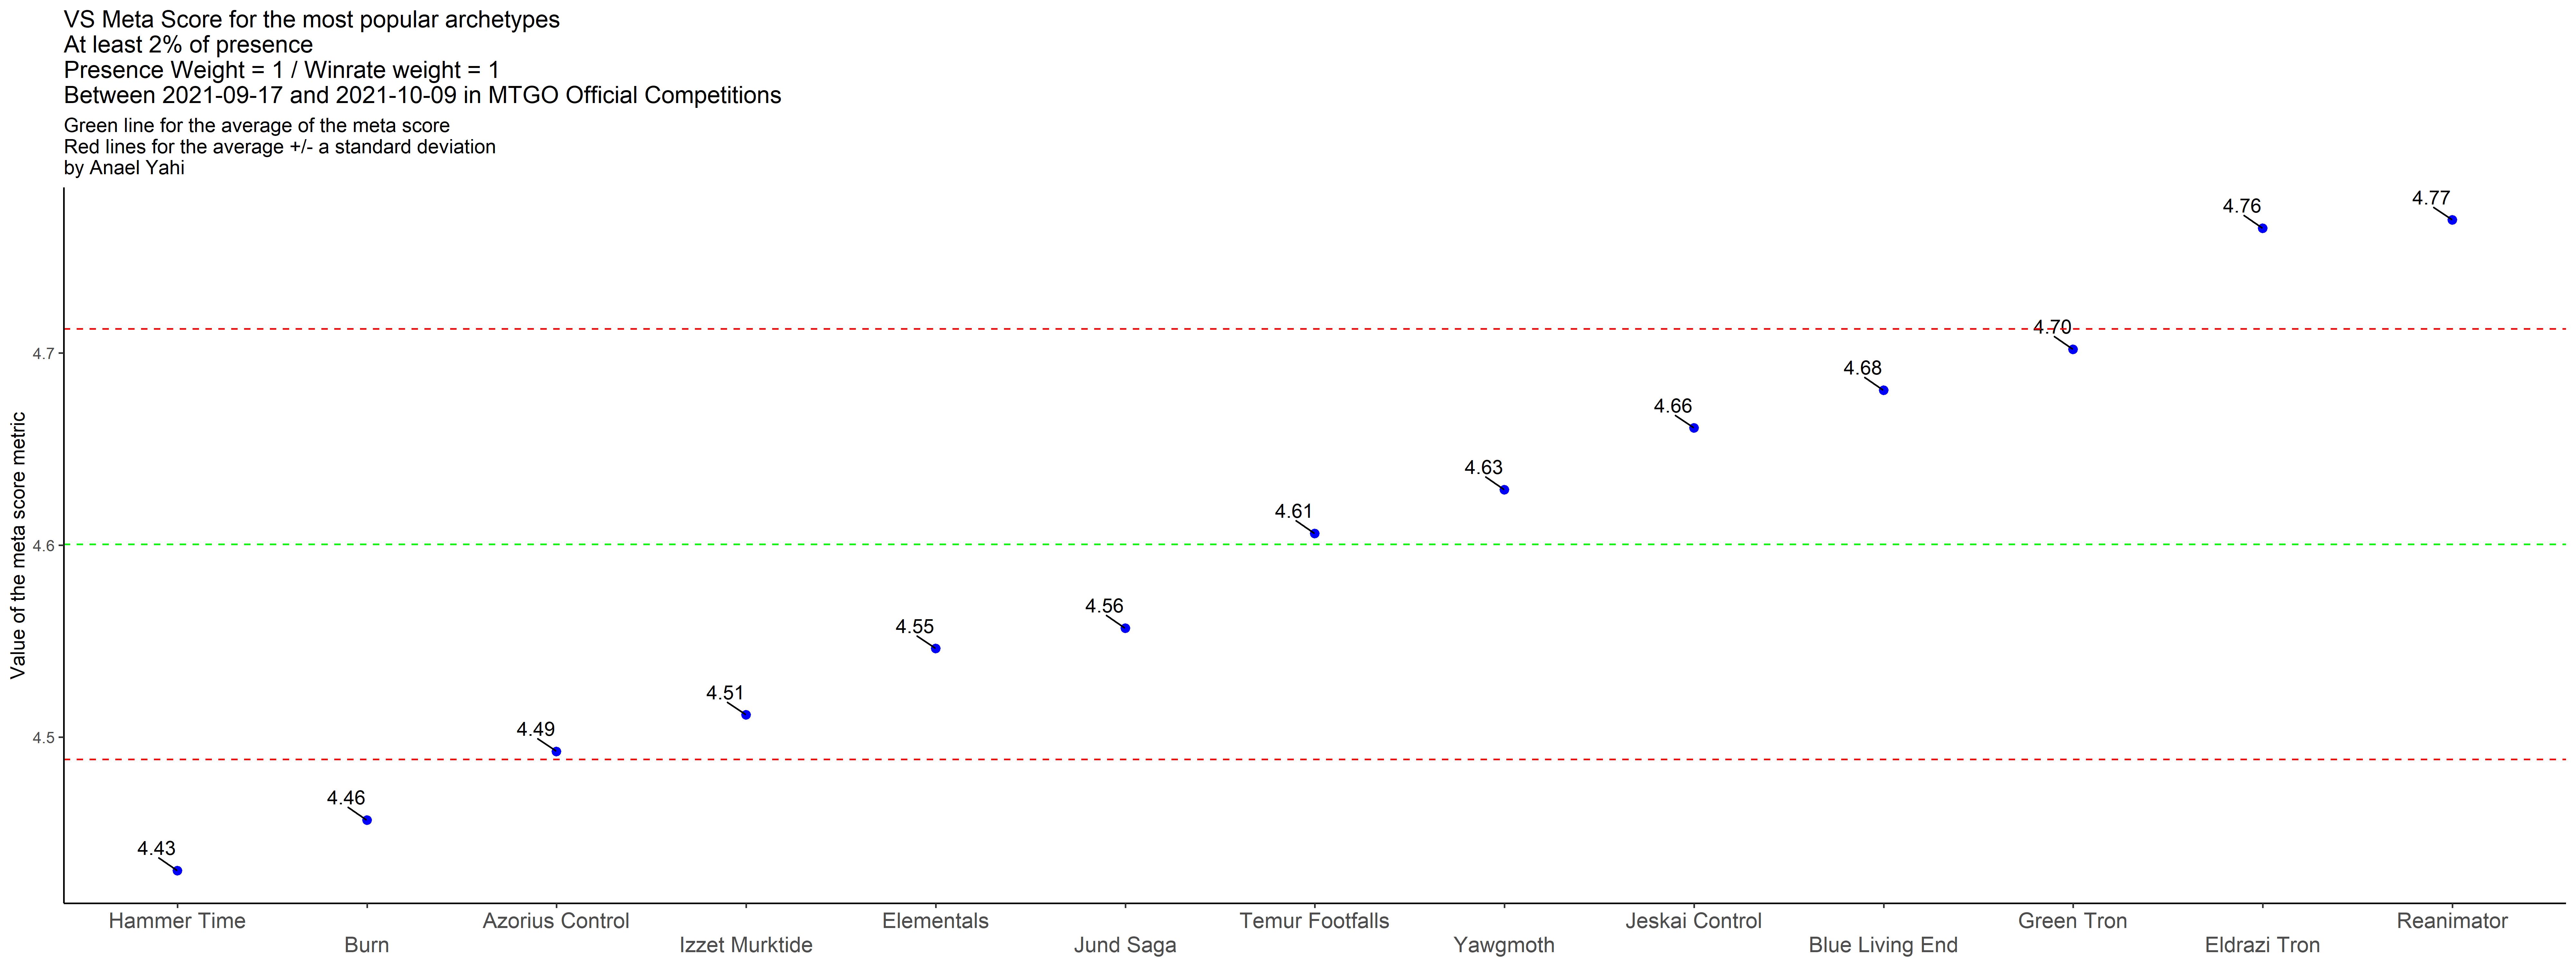 VS Meta Score for the most popular archetypes
At least 2% of presence
Presence Weight = 1 / Winrate weight = 1
Between 2021-09-17 and 2021-10-09 in MTGO Official Competitions
Green line for the average of the meta score
Red lines for the average +/- a standard deviation
by Anael Yahi
Value of the meta score metric
4.7
4.6
4.5
4.43
4.46
4.49
4.51
4.55
4.56
4.61
4.63
4.66
4.68
4.70
4.76
4.77
Hammer Time
Burn
Azorius Control
Izzet Murktide
Elementals
Jund Saga
Temur Footfalls
Yawgmoth
Jeskai Control
Blue Living End
Green Tron
Eldrazi Tron
Reanimator